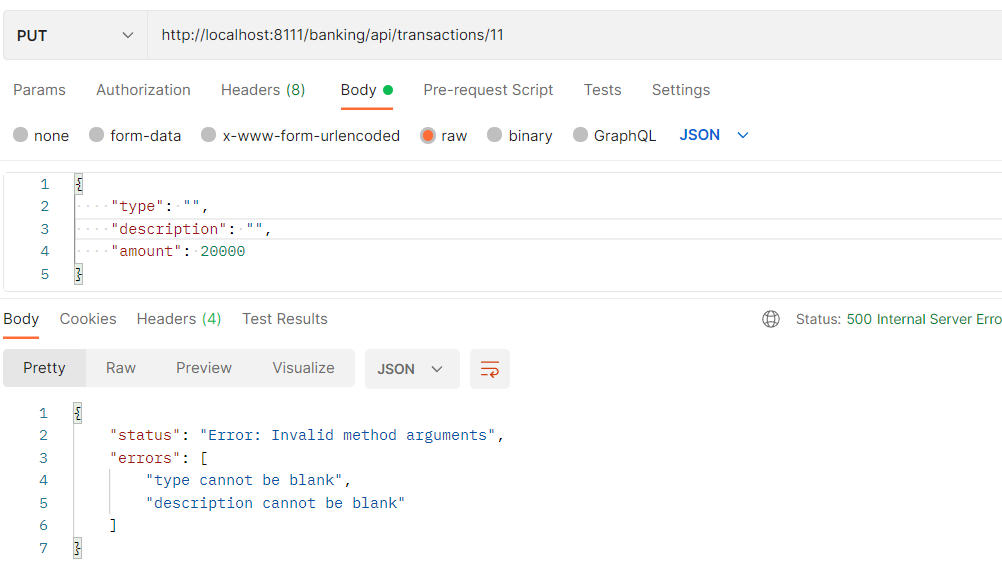 PUT http://localhost:8111/banking/api/transactions/11
Params Authorization Headers (8) Body Pre-request Script Tests Settings
none form-data x-www-form-urlencoded raw binary GraphQL JSON
1 {
2 "type": "",
3 "description": "",
4 "amount": 20000
5 }
Body Cookies Headers (4) Test Results Status: 500 Internal Server Erro
Pretty Raw Preview Visualize JSON
1 {
2 "status": "Error: Invalid method arguments",
3 "errors": [
4 "type cannot be blank",
5 "description cannot be blank"
6 ]
7 }